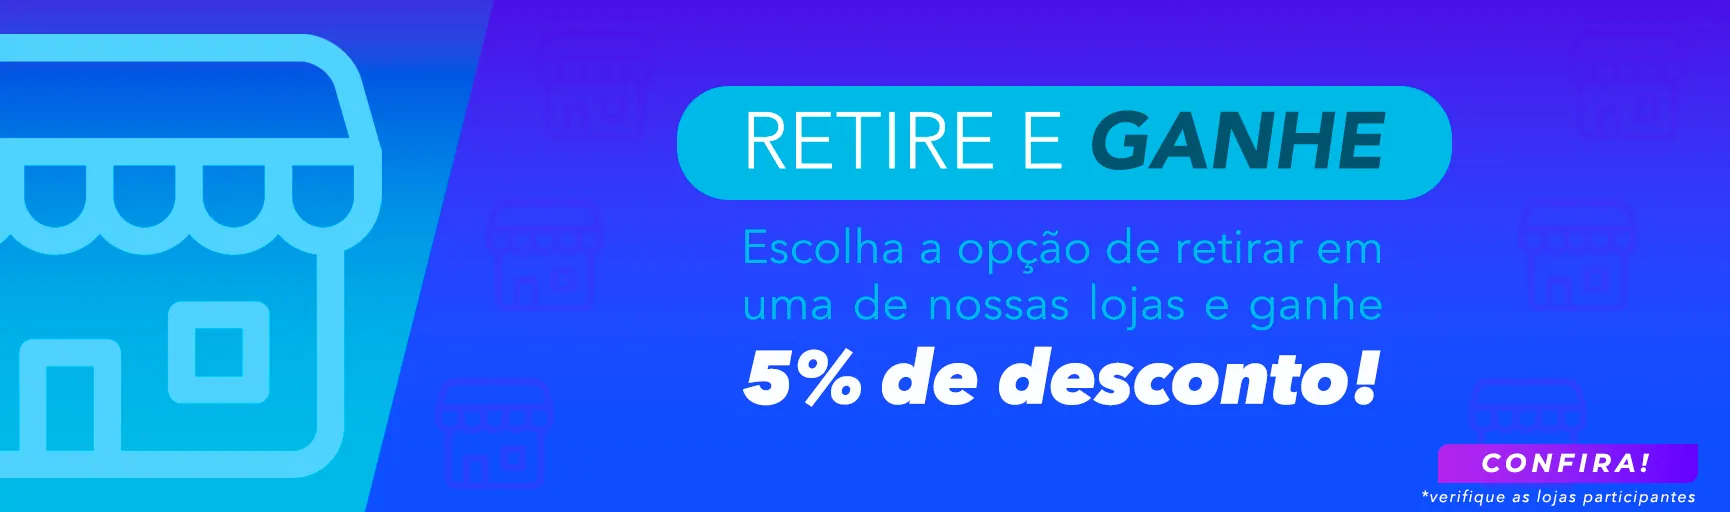 RETIRE E GANHE
Escolha a opção de retirar em
uma de nossas lojas e ganhe
5% de desconto!
CONFIRA!
*verifique as lojas participantes